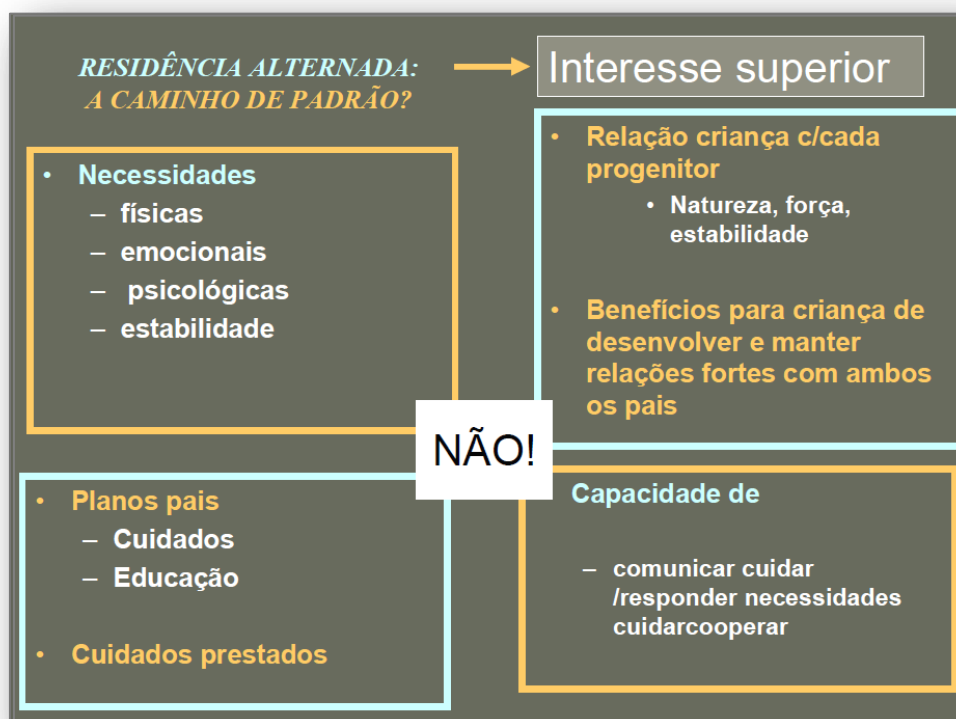 RESIDÊNCIA ALTERNADA:
A CAMINHO DE PADRÃO?
Interesse superior
• Necessidades
– físicas
– emocionais
– psicológicas
– estabilidade
• Relação criança c/cada
progenitor
• Natureza, força,
estabilidade
• Benefícios para criança de
desenvolver e manter
relações fortes com ambos
os pais
NÃO!
• Planos pais
– Cuidados
– Educação
• Cuidados prestados
Capacidade de
– comunicar cuidar
/responder necessidades
cuidarcooperar